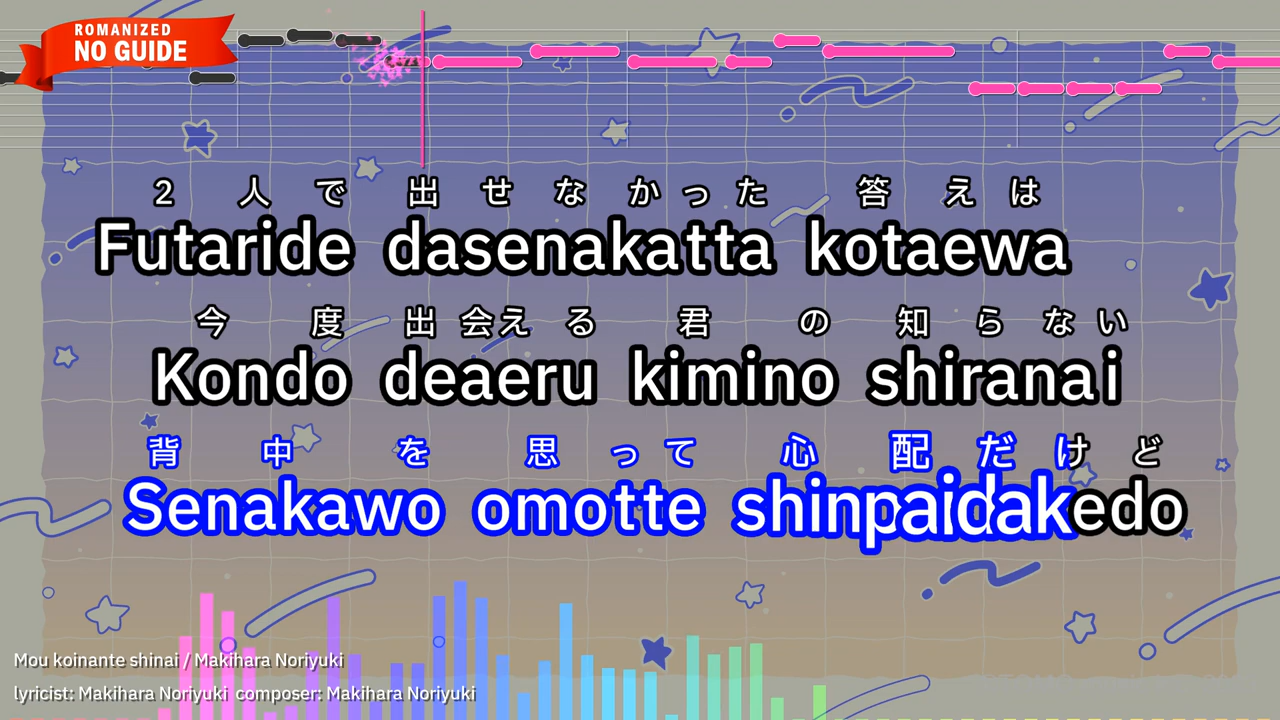 ROMANIZED
NO GUIDE
2人で出せなかった答えは
Futaride dasenakatta kotaewa
今度出会える君の知らない
Kondo deaeru kimino shiranai
背中を思って心配だけど
Senakawo omotte shinpaidakedo
Mou koinante shinai / Makihara Noriyuki
lyricist: Makihara Noriyuki composer: Makihara Noriyuki